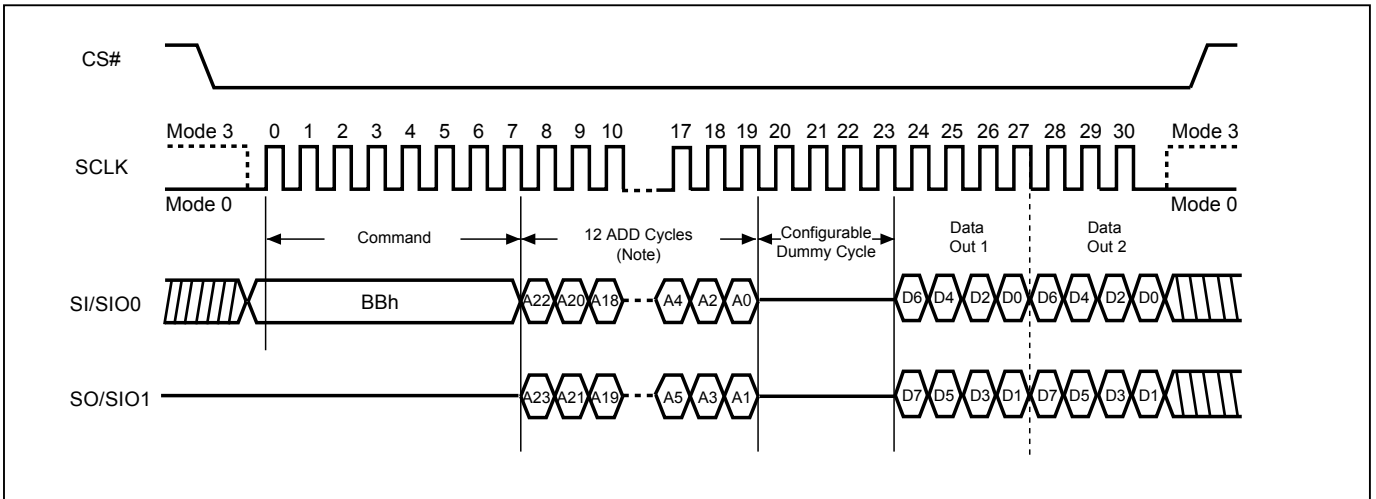 CS#
Mode 3 0 1 2 3 4 5 6 7 8 9 10 17 18 19 20 21 22 23 24 25 26 27 28 29 30 Mode 3
SCLK
Mode 0 Mode 0
Command 12 ADD Cycles (Note) Configurable Dummy Cycle Data Out 1 Data Out 2
SI/SIO0 BBh A22 A20 A18 A4 A2 A0 D6 D4 D2 D0 D6 D4 D2 D0
SO/SIO1 A23 A21 A19 A5 A3 A1 D7 D5 D3 D1 D7 D5 D3 D1